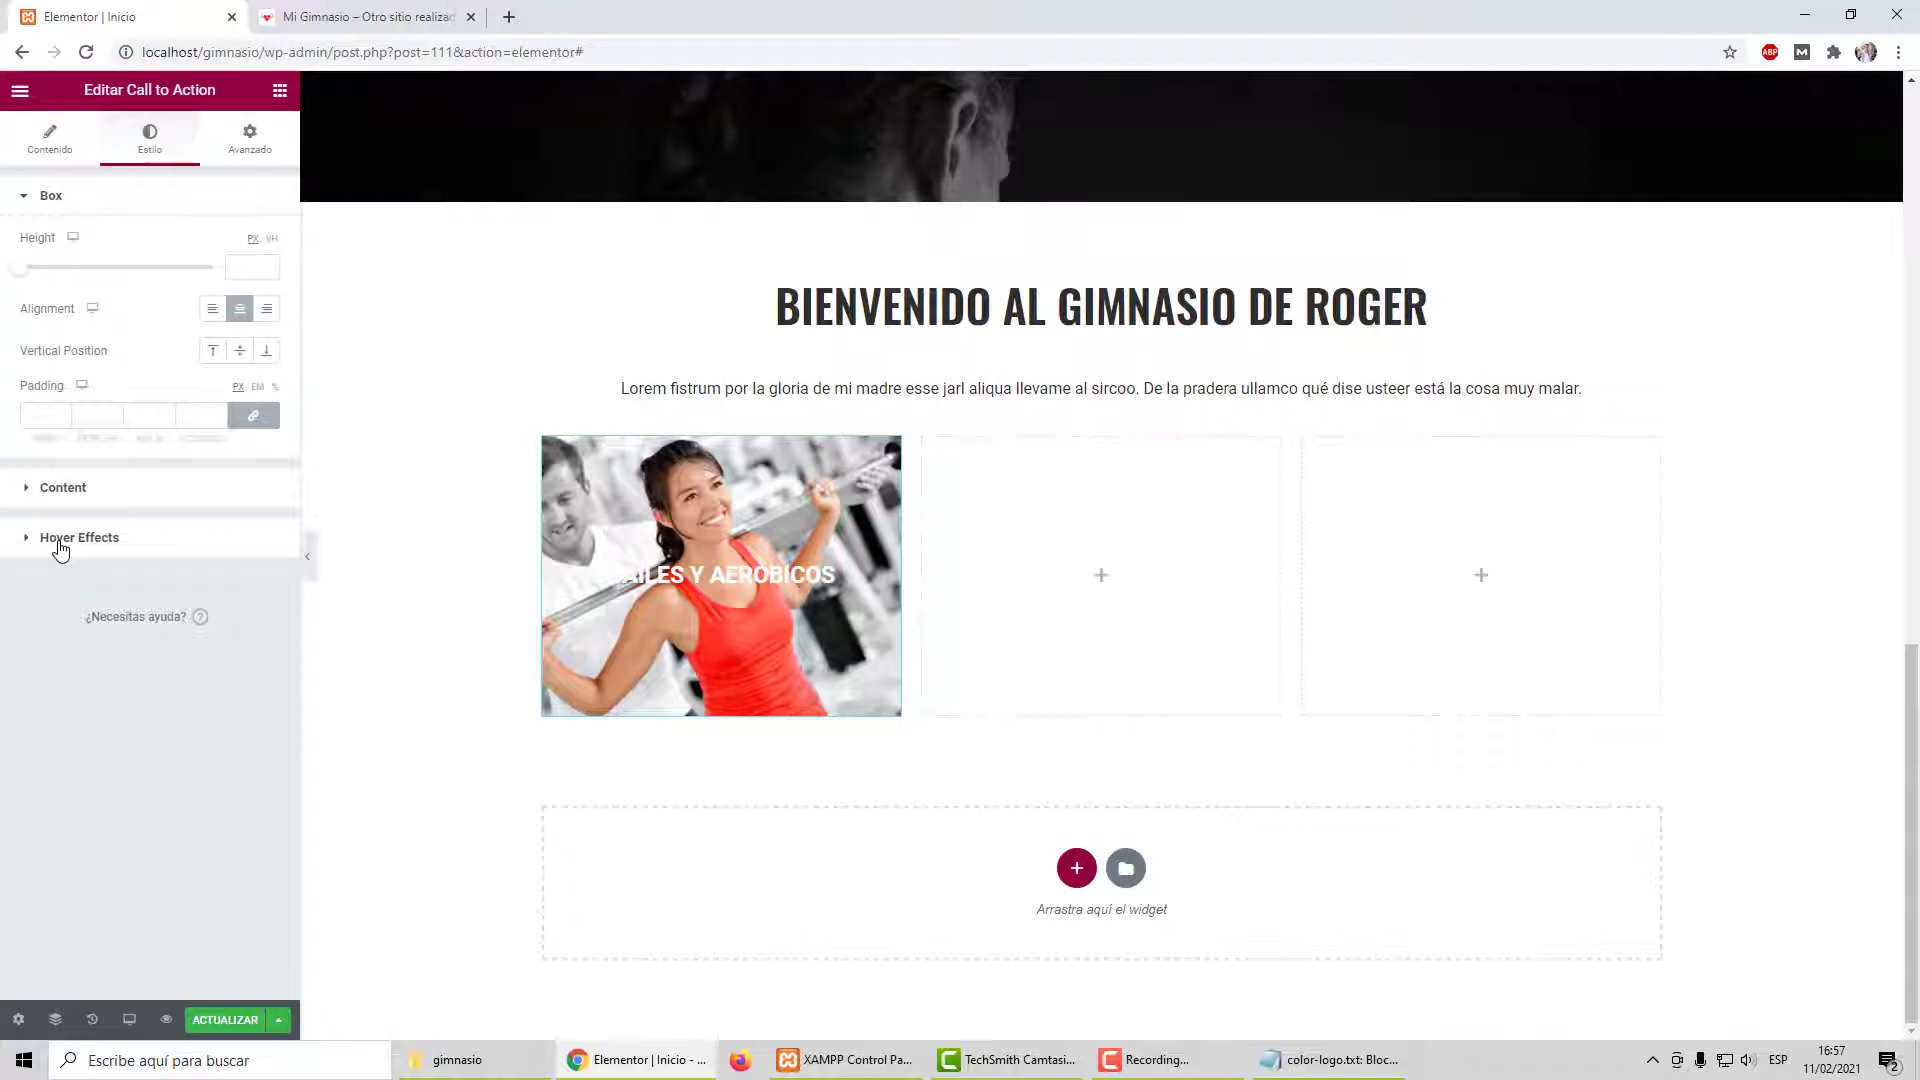 Elementor | Inicio
Mi Gimnasio – Otro sitio realizad
localhost/gimnasio/wp-admin/post.php?post=111&action=elementor#
ABP
Editar Call to Action
Contenido
Estilo
Avanzado
Box
Height
PX VH
Alignment
Vertical Position
Padding
PX EM %
Content
Hover Effects
¿Necesitas ayuda? ?
ACTUALIZAR
BIENVENIDO AL GIMNASIO DE ROGER
Lorem fistrum por la gloria de mi madre esse jarl aliqua llevame al sircoo. De la pradera ullamco qué dise usteer está la cosa muy malar.
BAILES Y AERÓBICOS
Arrastra aquí el widget
Escribe aquí para buscar
gimnasio
Elementor | Inicio - ...
XAMPP Control Pa...
TechSmith Camtasi...
Recording...
color-logo.txt: Bloc...
ESP
16:57
11/02/2021
2